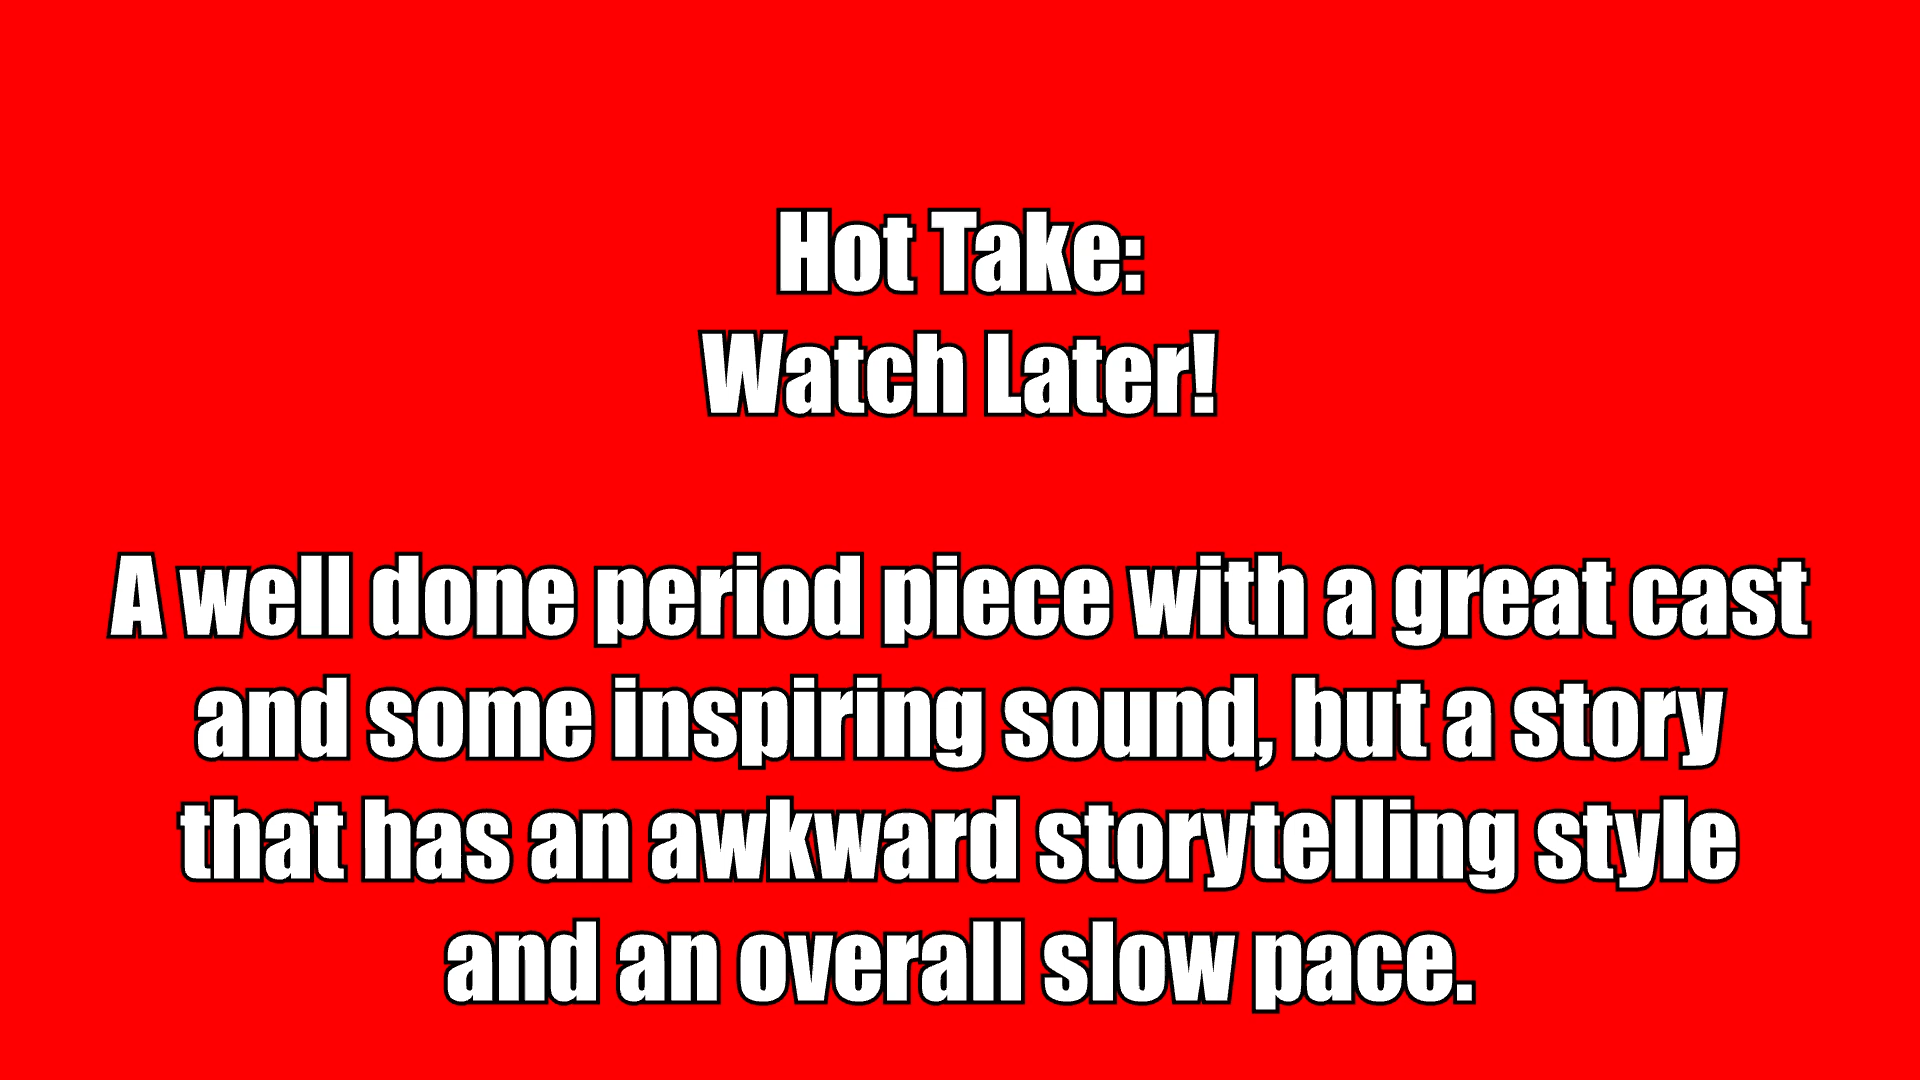 Hot Take:
Watch Later!
A well done period piece with a great cast
and some inspiring sound, but a story
that has an awkward storytelling style
and an overall slow pace.